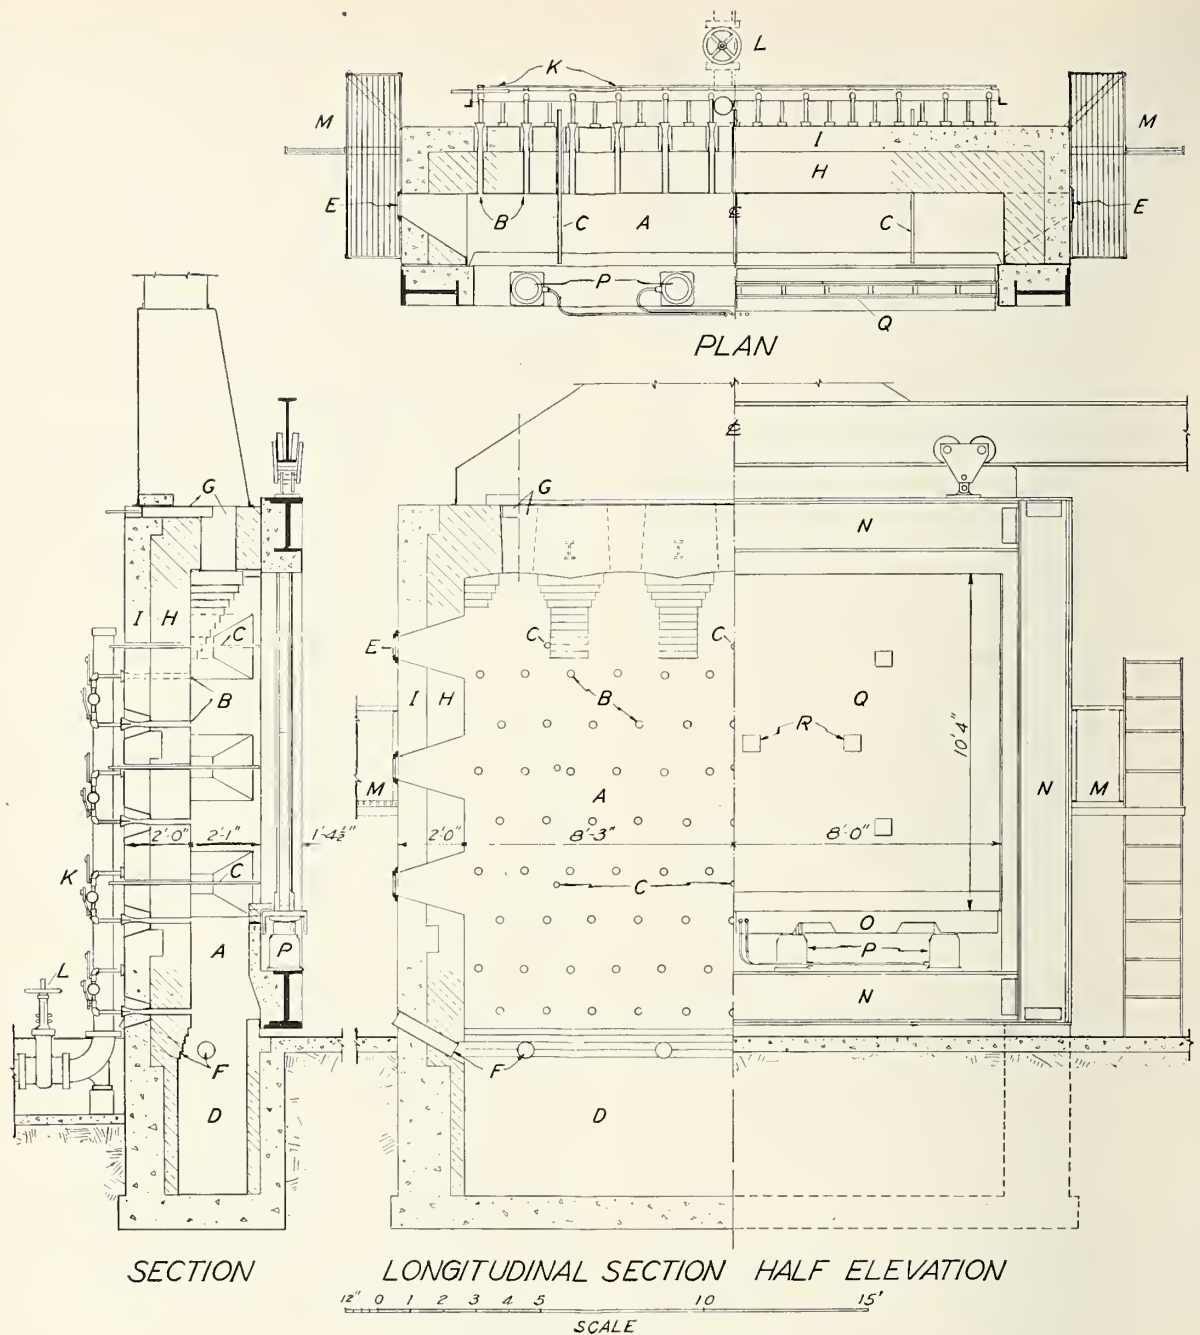 L
K
M
M
I
H
E
B
C
A
℄
C
E
P
Q
PLAN
℄
G
G
N
I
H
C
E
C
C
I
H
B
B
Q
R
10'4"
M
A
N
M
2'-0"
2'-1"
1'-4½"
2'-0"
8'-3"
8'-0"
K
C
C
A
P
O
P
L
N
F
F
D
D
SECTION
LONGITUDINAL SECTION
HALF ELEVATION
12" 0 1 2 3 4 5 10 15'
SCALE